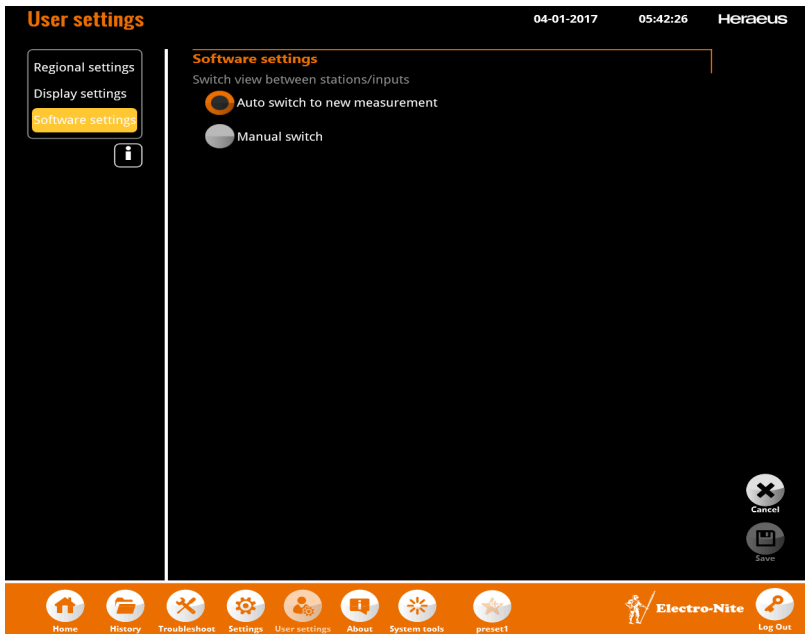 User settings
04-01-2017 05:42:26 Heraeus
Regional settings
Display settings
Software settings
i
Software settings
Switch view between stations/inputs
Auto switch to new measurement
Manual switch
Cancel
Save
Home History Troubleshoot Settings User settings About System tools preset1 Electro-Nite Log Out